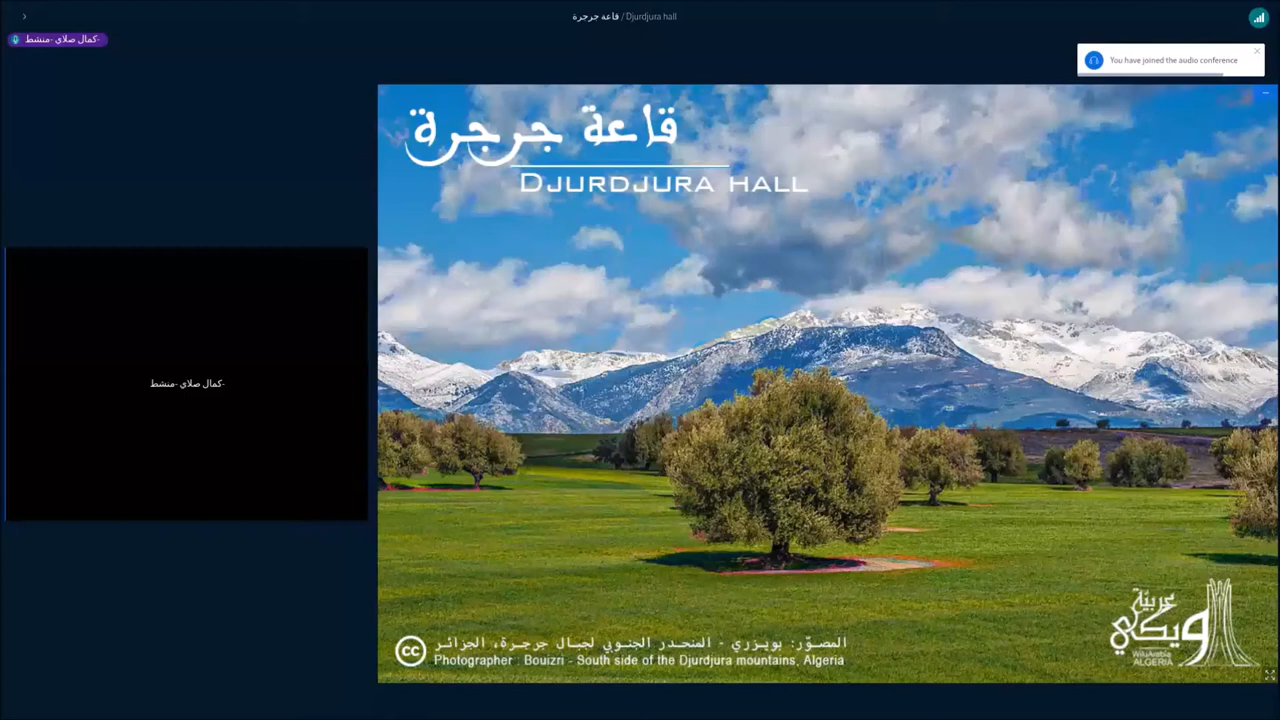 قاعة جرجرة / Djurdjura hall
كمال صلاي -منشط-
You have joined the audio conference
قاعة جرجرة
DJURDJURA HALL
كمال صلاي -منشط-
المصوّر: بويزري - المنحدر الجنوبي لجبال جرجرة، الجزائر
Photographer : Bouizri - South side of the Djurdjura mountains, Algeria
cc
ويكي عربية
WikiArabia
ALGERIA